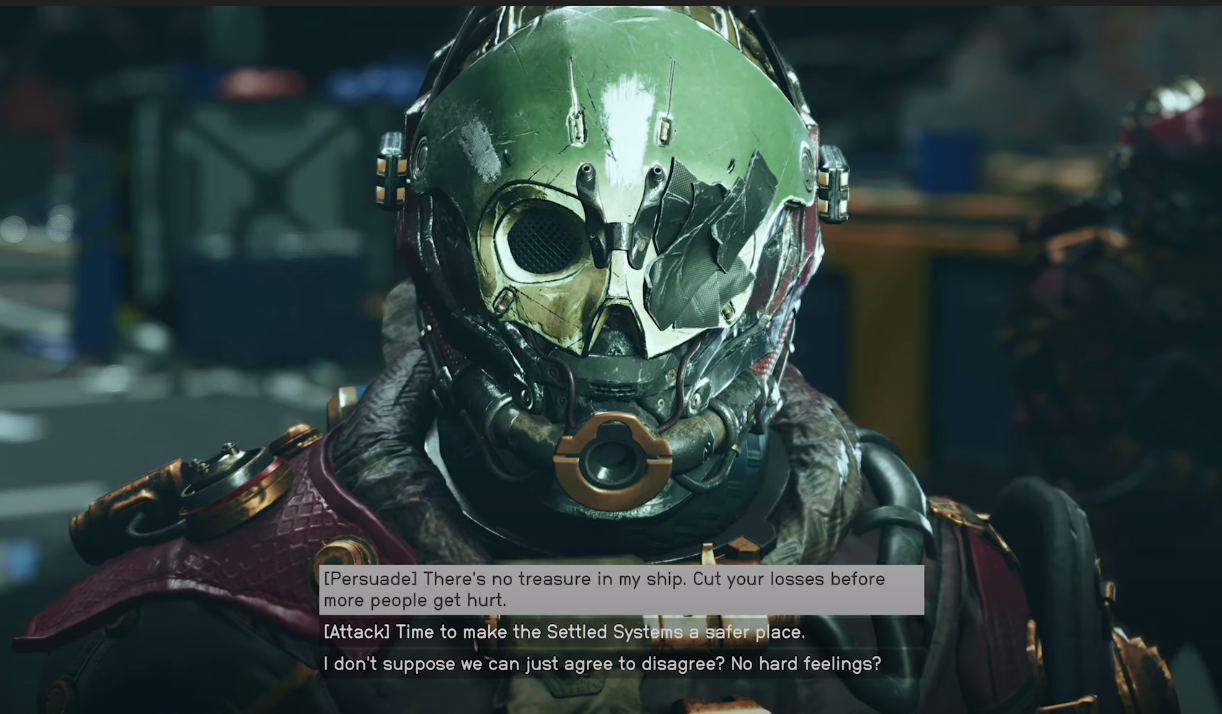 [Persuade] There's no treasure in my ship. Cut your losses before
more people get hurt.
[Attack] Time to make the Settled Systems a safer place.
I don't suppose we can just agree to disagree? No hard feelings?